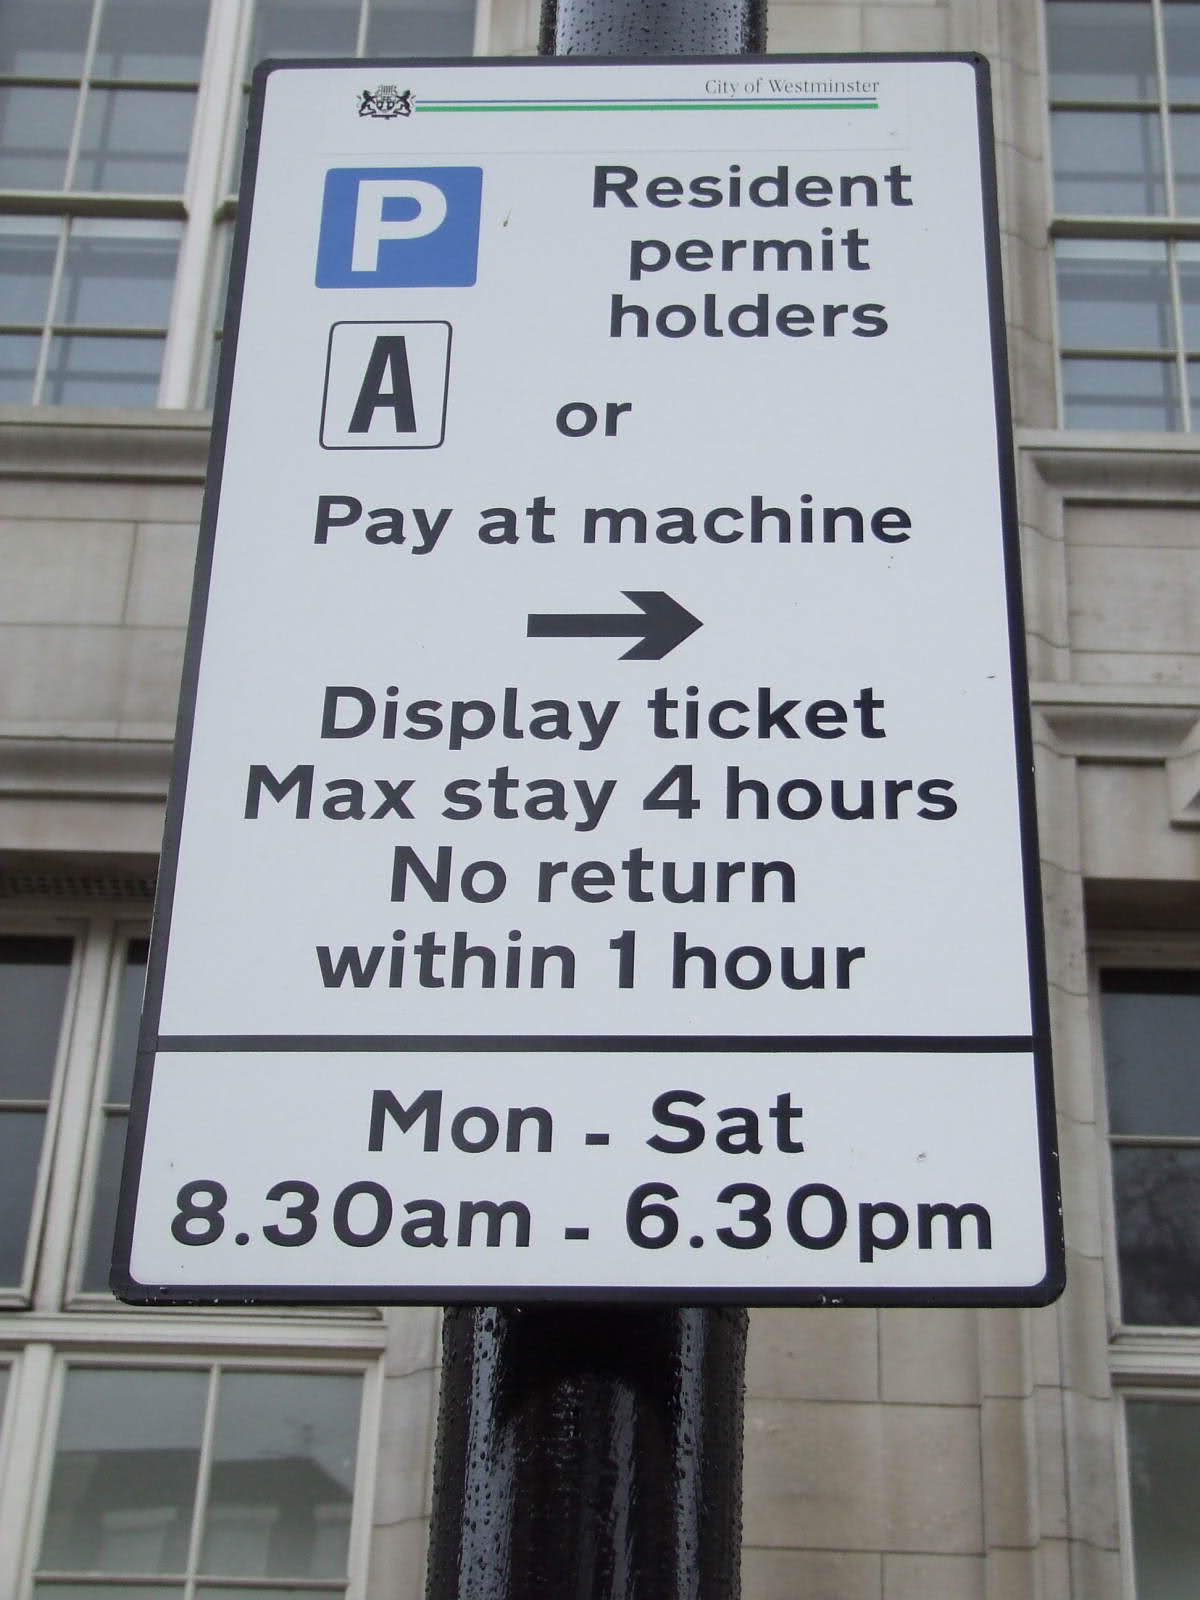 City of Westminster
P
Resident
permit
holders
A
or
Pay at machine
Display ticket
Max stay 4 hours
No return
within 1 hour
Mon - Sat
8.30am - 6.30pm